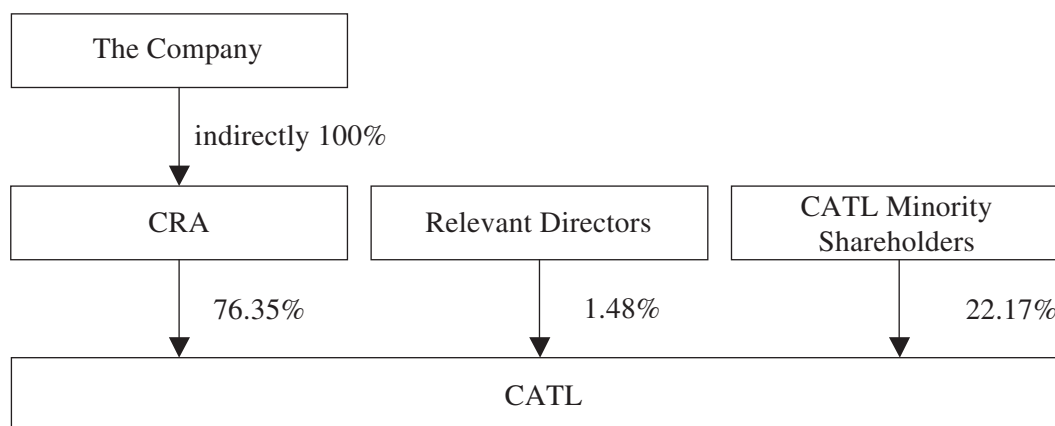 The Company
indirectly 100%
CRA
Relevant Directors
CATL Minority
Shareholders
76.35%
1.48%
22.17%
CATL